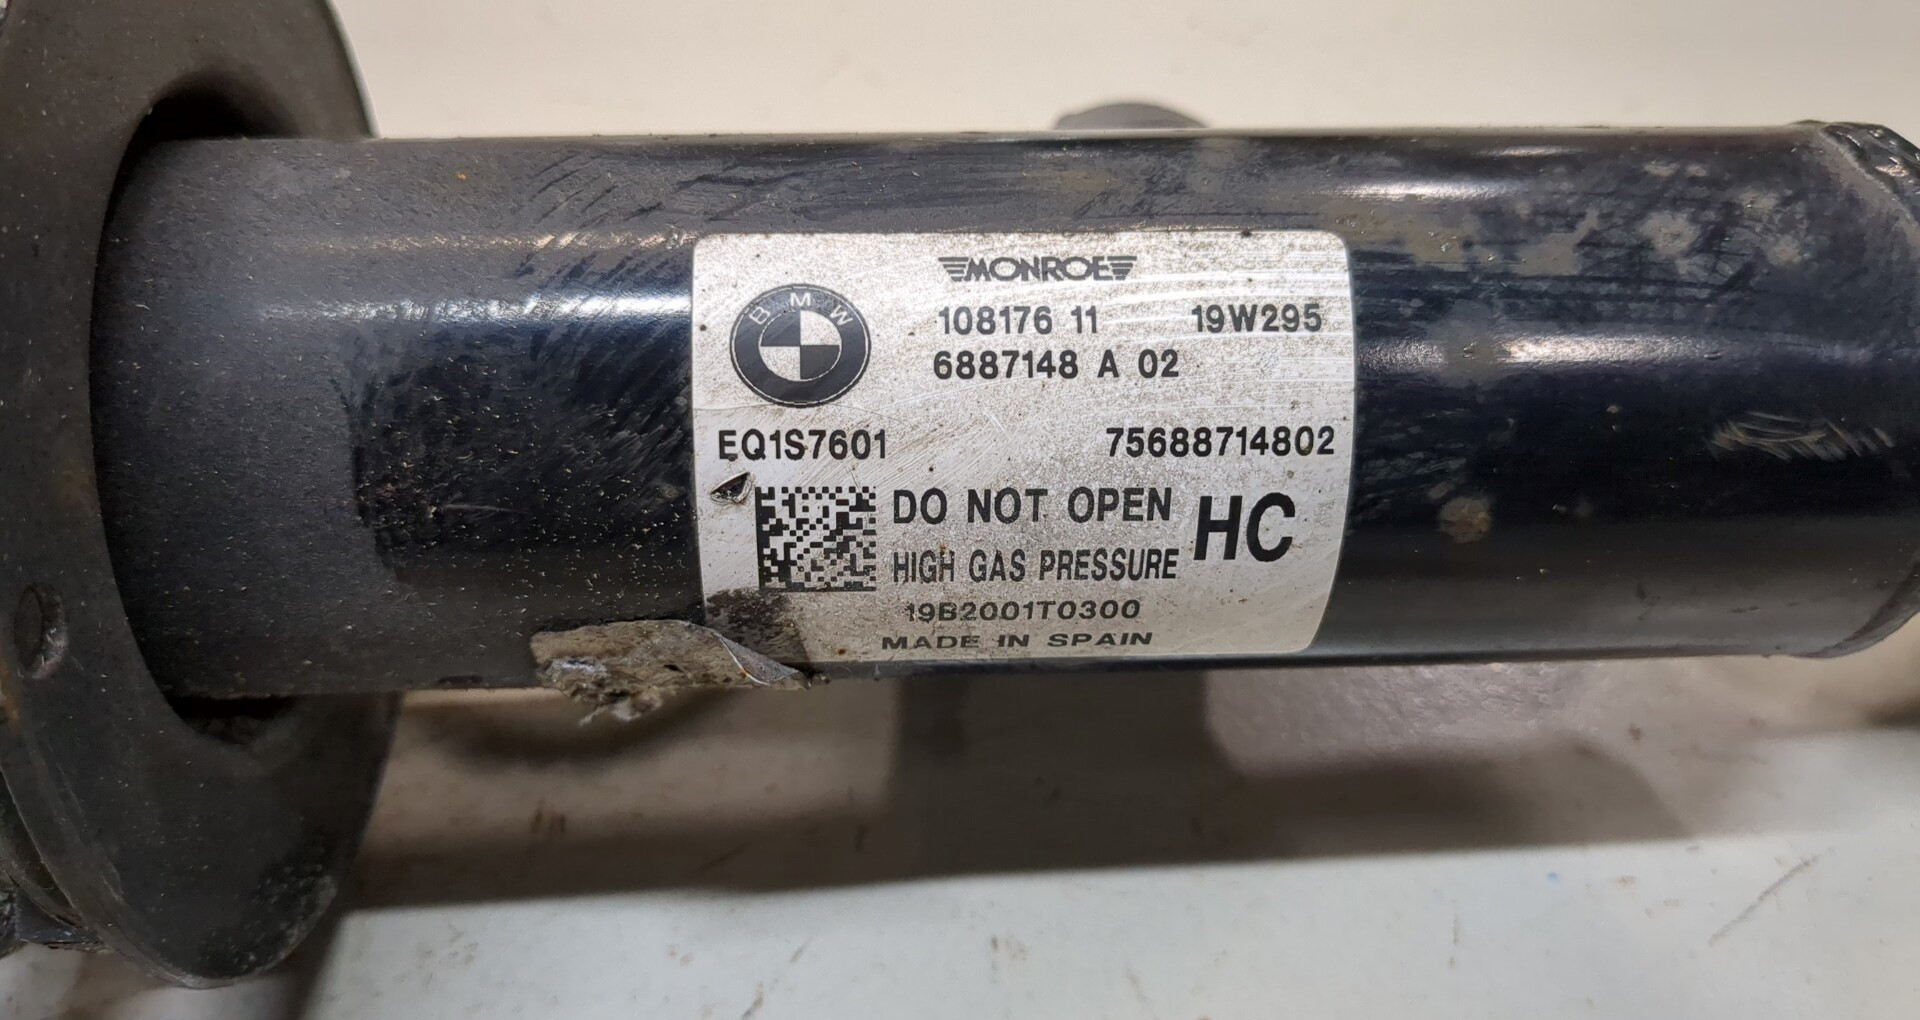 MONROE
BMW
108176 11 19W295
6887148 A 02
EQ1S7601 75688714802
DO NOT OPEN HC
HIGH GAS PRESSURE
19B2001T0300
MADE IN SPAIN